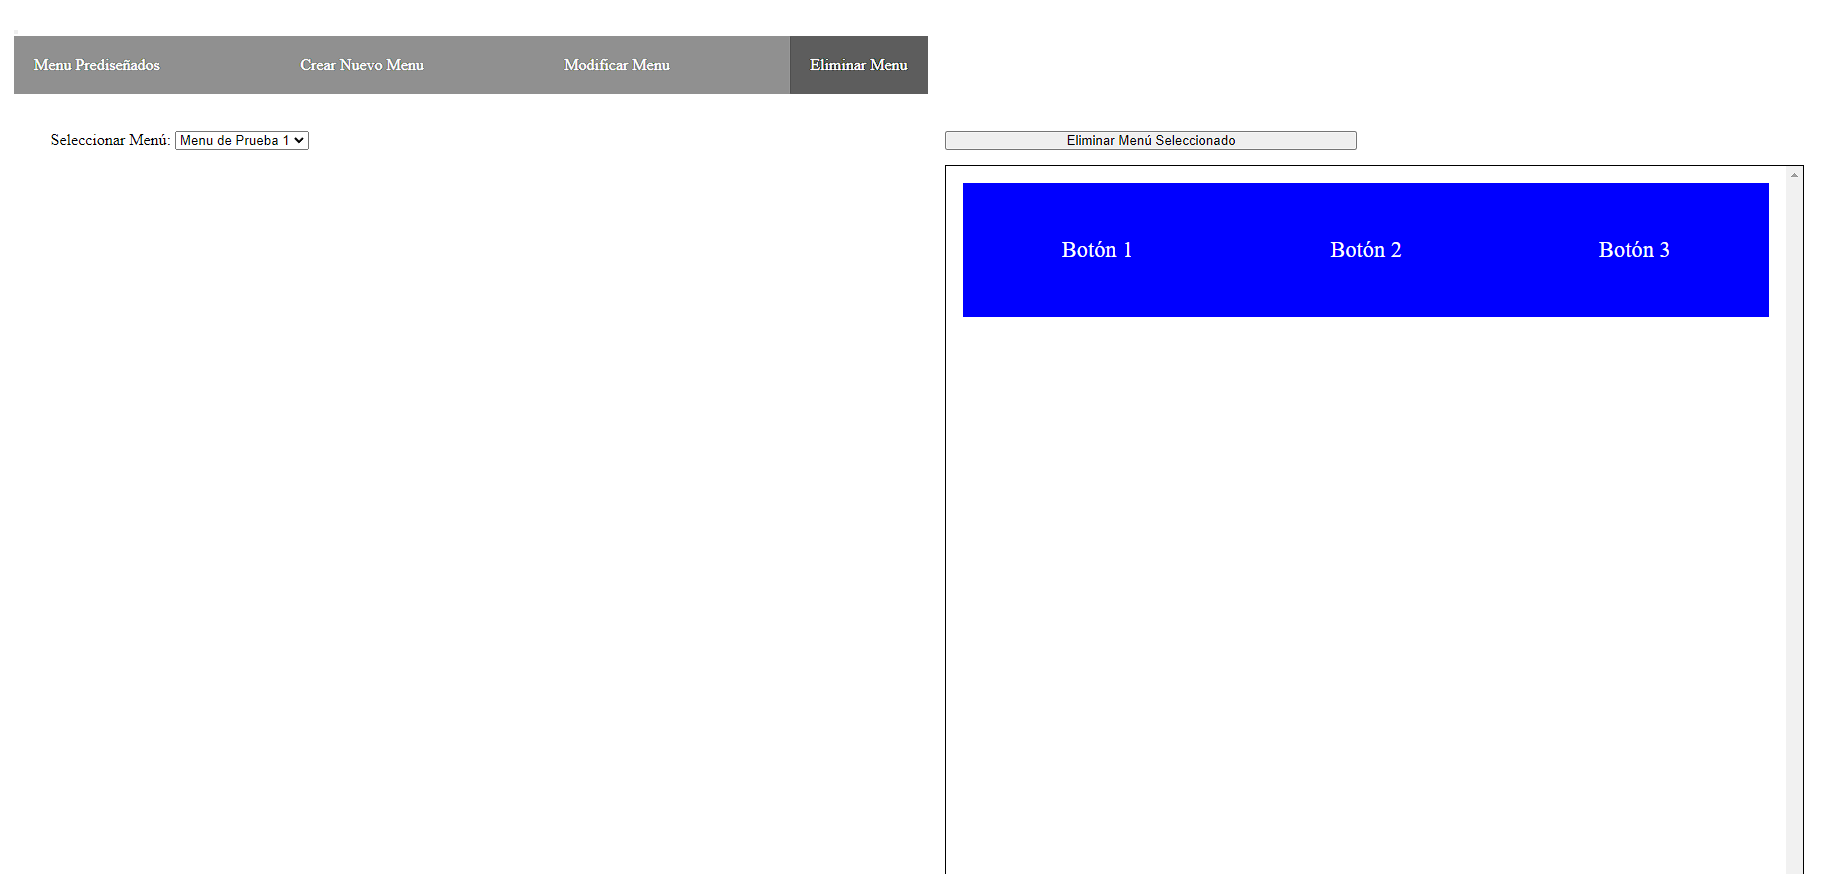 Menu Prediseñados Crear Nuevo Menu Modificar Menu Eliminar Menu
Seleccionar Menú: Menu de Prueba 1 Eliminar Menú Seleccionado
Botón 1 Botón 2 Botón 3